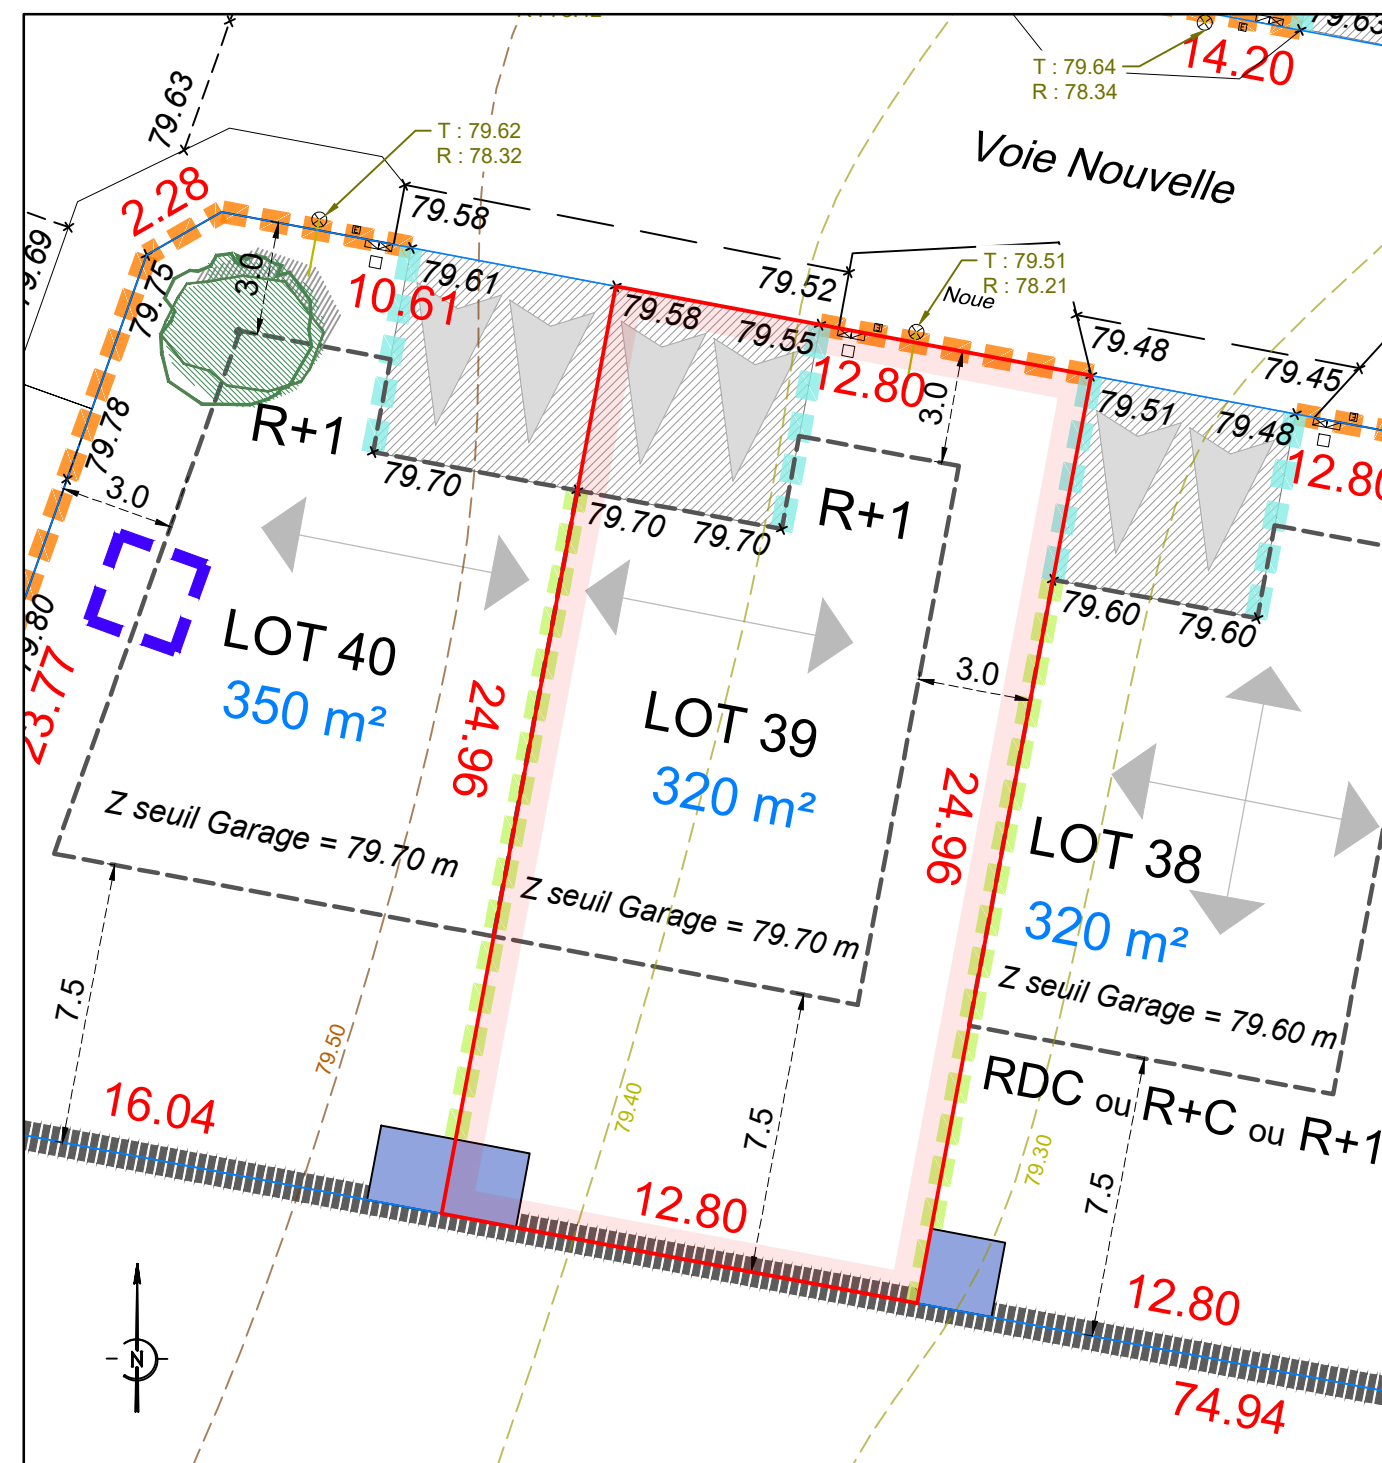 79.63
14.20
T : 79.64
R : 78.34
79.63
T : 79.62
R : 78.32
Voie Nouvelle
2.28
79.58
79.69
79.75
3.0
79.61
10.61
79.52
T : 79.51
R : 78.21
Noue
79.58
79.55
12.80
3.0
79.48
79.45
79.51
79.48
12.80
R+1
79.78
3.0
79.70
79.70
79.70
R+1
79.60
79.60
79.80
23.77
LOT 40
350 m²
24.96
LOT 39
320 m²
3.0
24.96
LOT 38
320 m²
Z seuil Garage = 79.70 m
Z seuil Garage = 79.70 m
Z seuil Garage = 79.60 m
7.5
79.50
16.04
79.40
7.5
RDC ou R+C ou R+1
79.30
7.5
12.80
12.80
74.94
N